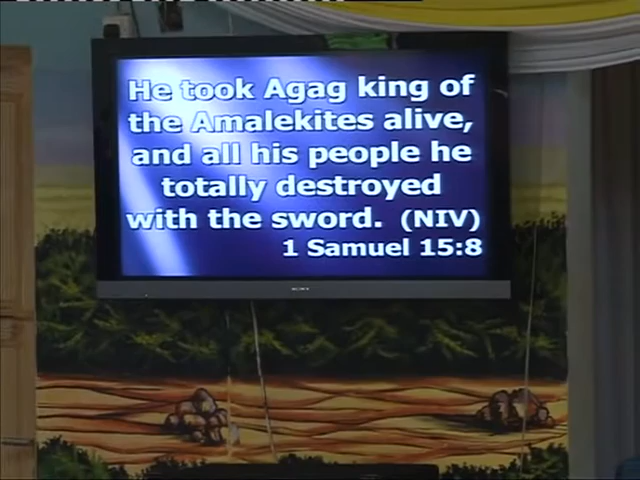 He took Agag king of
the Amalekites alive,
and all his people he
totally destroyed
with the sword. (NIV)
1 Samuel 15:8
SONY